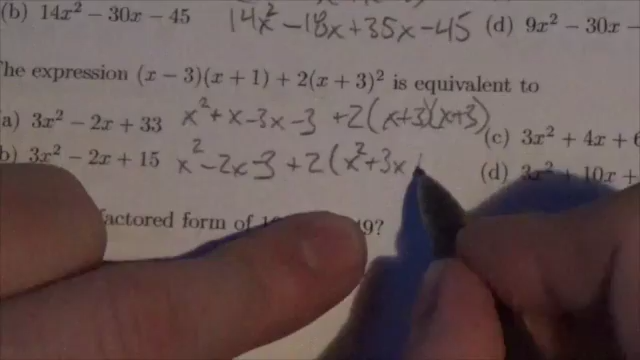 (b) 14x² − 30x − 45 14x² − 18x + 35x − 45 (d) 9x² − 30x −
he expression (x − 3)(x + 1) + 2(x + 3)² is equivalent to
a) 3x² − 2x + 33 x² + x − 3x − 3 + 2(x+3)(x+3) (c) 3x² + 4x +
b) 3x² − 2x + 15 x² − 2x − 3 + 2(x² + 3x (d) 3x² + 10x +
factored form of 9?